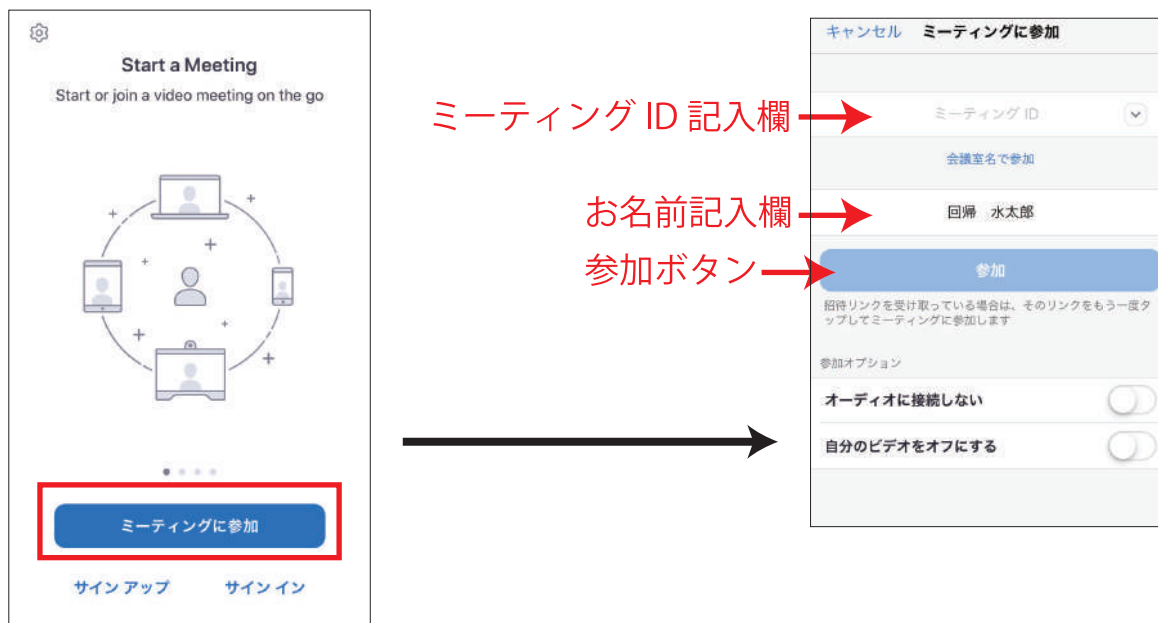 Start a Meeting
Start or join a video meeting on the go
ミーティングに参加
サイン アップ サイン イン
ミーティング ID 記入欄
お名前記入欄
参加ボタン
キャンセル ミーティングに参加
ミーティング ID
会議室名で参加
回帰 水太郎
参加
招待リンクを受け取っている場合は、そのリンクをもう一度タ
ップしてミーティングに参加します
参加オプション
オーディオに接続しない
自分のビデオをオフにする